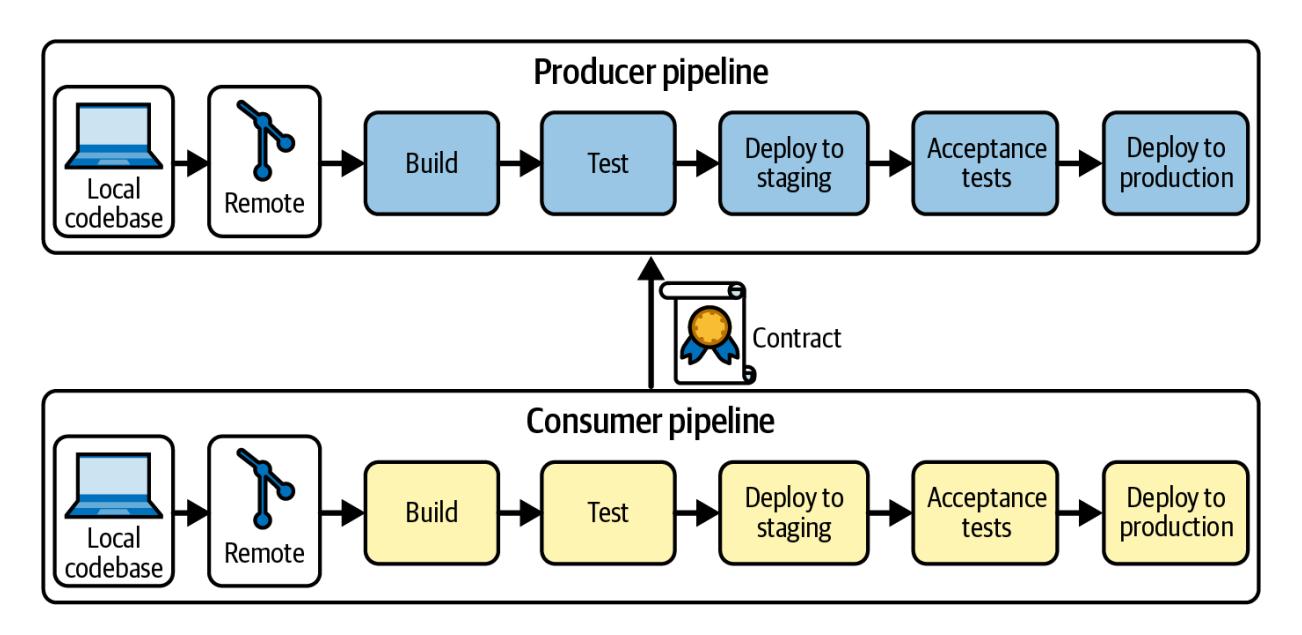 Producer pipeline
Local
codebase
Remote
Build
Test
Deploy to
staging
Acceptance
tests
Deploy to
production
Contract
Consumer pipeline
Local
codebase
Remote
Build
Test
Deploy to
staging
Acceptance
tests
Deploy to
production